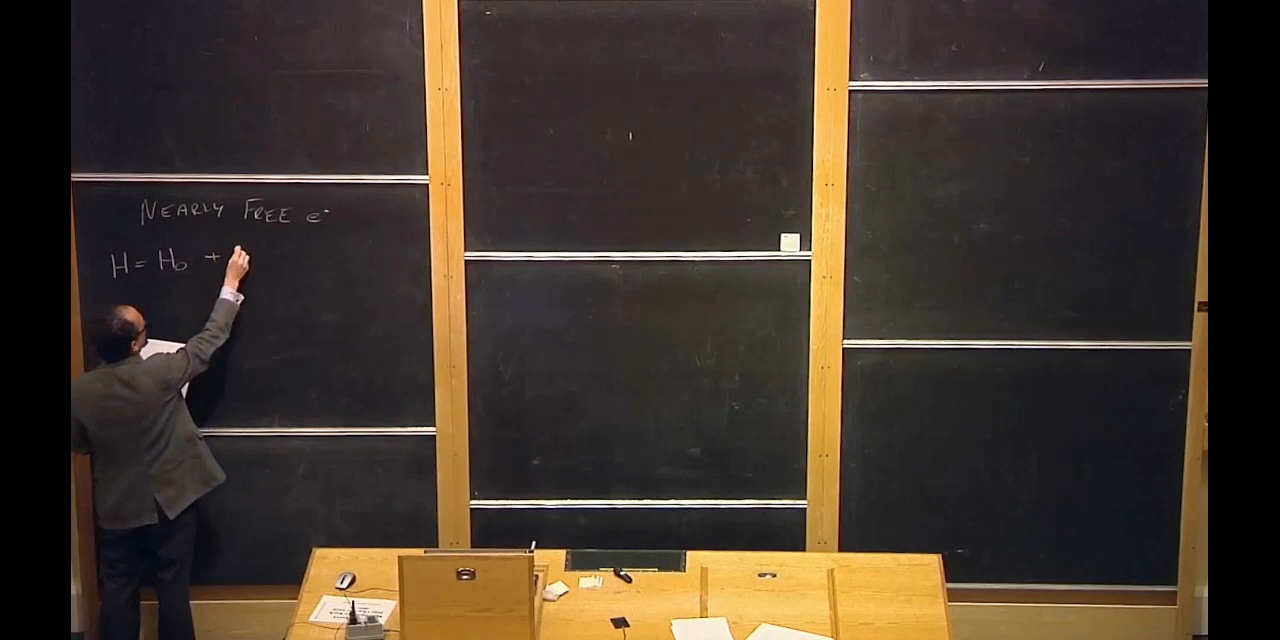 NEARLY FREE e⁻
H = H₀ +